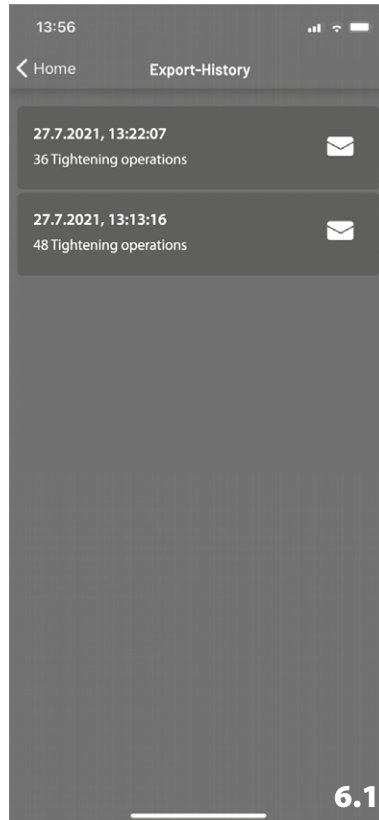 13:56
Home
Export-History
27.7.2021, 13:22:07
36 Tightening operations
27.7.2021, 13:13:16
48 Tightening operations
6.1